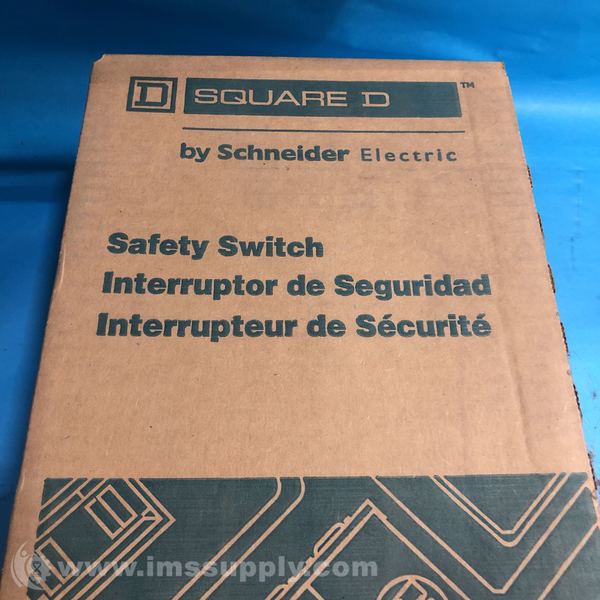 D SQUARE D ™
by Schneider Electric
Safety Switch
Interruptor de Seguridad
Interrupteur de Sécurité
www.imssupply.com